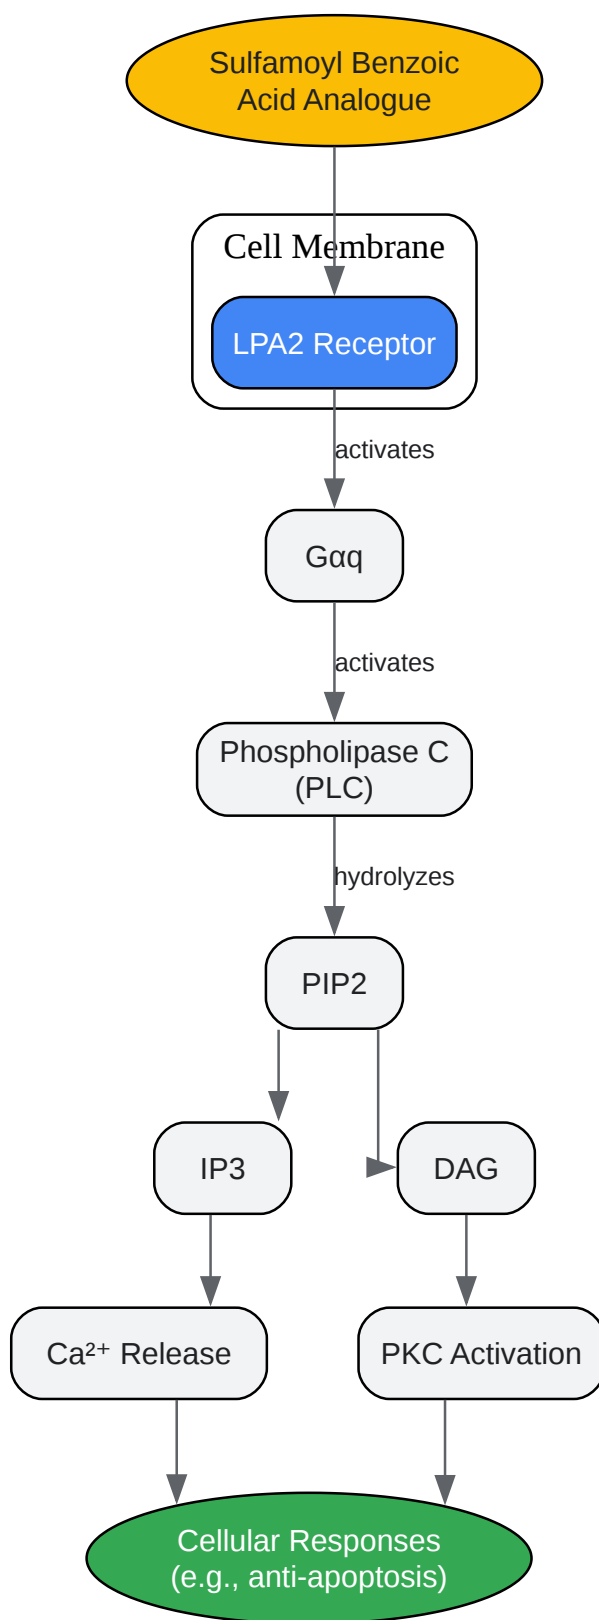 Sulfamoyl Benzoic
Acid Analogue
Cell Membrane
LPA2 Receptor
activates
Gαq
activates
Phospholipase C
(PLC)
hydrolyzes
PIP2
IP3
DAG
Ca²⁺ Release
PKC Activation
Cellular Responses
(e.g., anti-apoptosis)